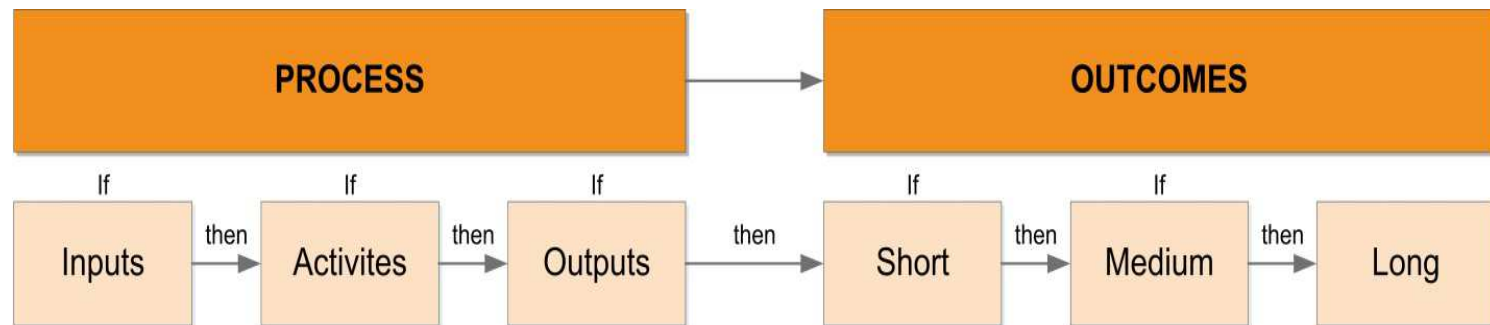 PROCESS
OUTCOMES
If If If If If
then then then then then
Inputs Activites Outputs Short Medium Long